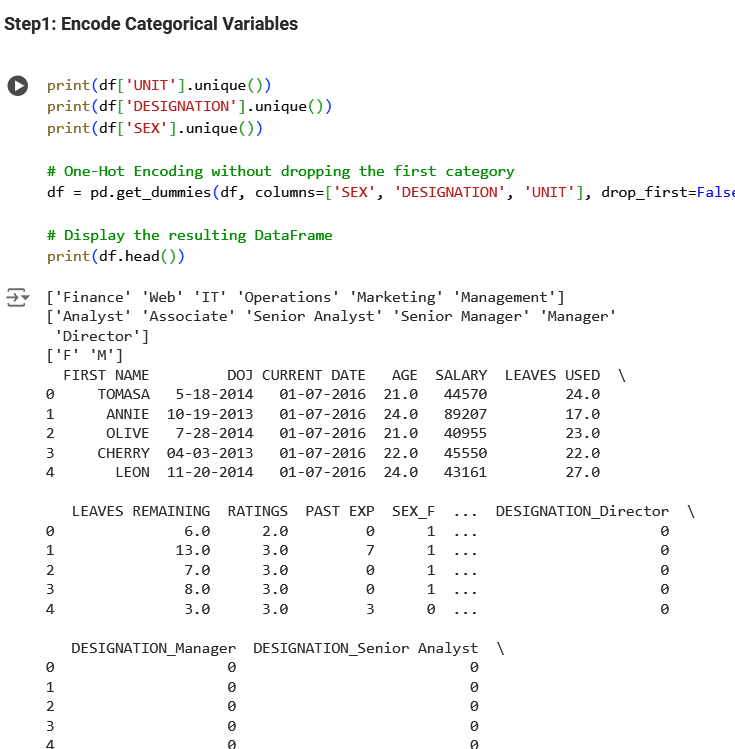 Step1: Encode Categorical Variables
print(df['UNIT'].unique())
print(df['DESIGNATION'].unique())
print(df['SEX'].unique())
# One-Hot Encoding without dropping the first category
df = pd.get_dummies(df, columns=['SEX', 'DESIGNATION', 'UNIT'], drop_first=False
# Display the resulting DataFrame
print(df.head())
['Finance' 'Web' 'IT' 'Operations' 'Marketing' 'Management']
['Analyst' 'Associate' 'Senior Analyst' 'Senior Manager' 'Manager'
 'Director']
['F' 'M']
  FIRST NAME         DOJ CURRENT DATE   AGE  SALARY  LEAVES USED  \
0     TOMASA   5-18-2014   01-07-2016  21.0   44570         24.0
1      ANNIE  10-19-2013   01-07-2016  24.0   89207         17.0
2      OLIVE   7-28-2014   01-07-2016  21.0   40955         23.0
3     CHERRY  04-03-2013   01-07-2016  22.0   45550         22.0
4       LEON  11-20-2014   01-07-2016  24.0   43161         27.0
   LEAVES REMAINING  RATINGS  PAST EXP  SEX_F  ...  DESIGNATION_Director  \
0               6.0      2.0         0      1  ...                     0
1              13.0      3.0         7      1  ...                     0
2               7.0      3.0         0      1  ...                     0
3               8.0      3.0         0      1  ...                     0
4               3.0      3.0         3      0  ...                     0
   DESIGNATION_Manager  DESIGNATION_Senior Analyst  \
0                    0                           0
1                    0                           0
2                    0                           0
3                    0                           0
4                    0                           0